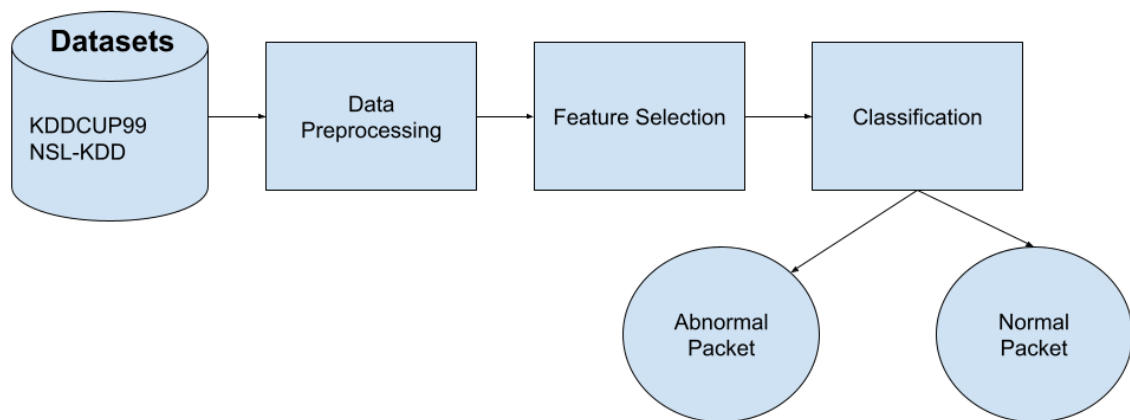 Datasets
KDDCUP99
NSL-KDD
Data
Preprocessing
Feature Selection
Classification
Abnormal
Packet
Normal
Packet